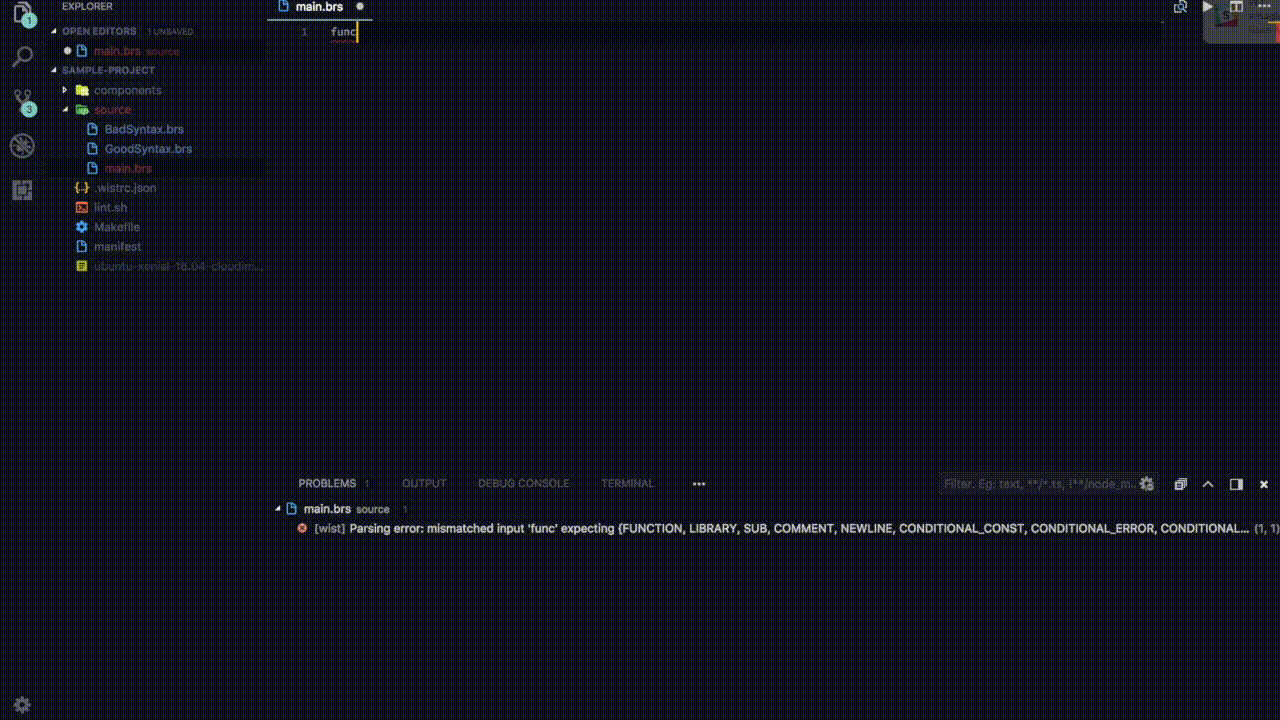 EXPLORER
OPEN EDITORS 1 UNSAVED
main.brs source
SAMPLE-PROJECT
components
source
BadSyntax.brs
GoodSyntax.brs
main.brs
.wistrc.json
lint.sh
Makefile
manifest
ubuntu-xenial-16.04-cloudim...
1
3
main.brs
1 func
PROBLEMS 1 OUTPUT DEBUG CONSOLE TERMINAL ••• Filter. Eg: text, **/*.ts, !**/node_m...
main.brs source 1
[wist] Parsing error: mismatched input 'func' expecting {FUNCTION, LIBRARY, SUB, COMMENT, NEWLINE, CONDITIONAL_CONST, CONDITIONAL_ERROR, CONDITIONAL... (1, 1)